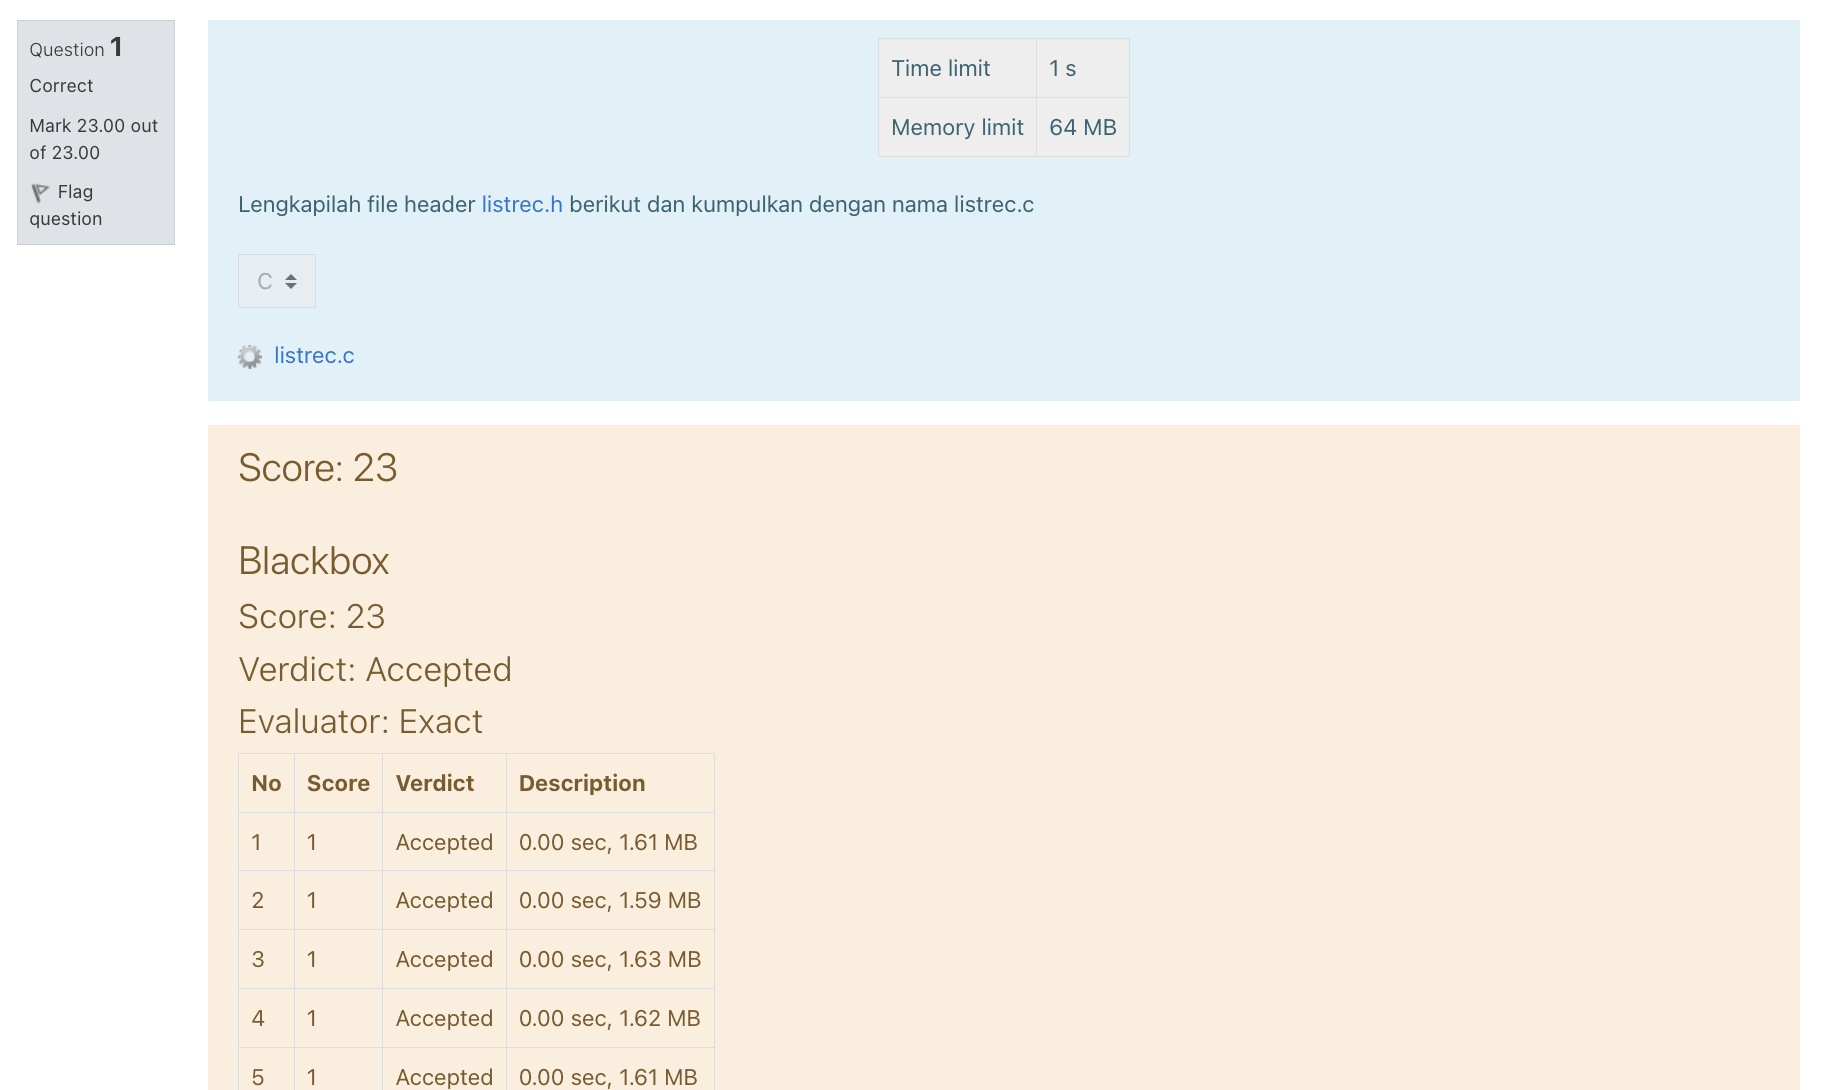 Question 1
Correct
Mark 23.00 out
of 23.00
Flag
question
Time limit 1 s
Memory limit 64 MB
Lengkapilah file header listrec.h berikut dan kumpulkan dengan nama listrec.c
C
listrec.c
Score: 23
Blackbox
Score: 23
Verdict: Accepted
Evaluator: Exact
No Score Verdict Description
1 1 Accepted 0.00 sec, 1.61 MB
2 1 Accepted 0.00 sec, 1.59 MB
3 1 Accepted 0.00 sec, 1.63 MB
4 1 Accepted 0.00 sec, 1.62 MB
5 1 Accepted 0.00 sec, 1.61 MB